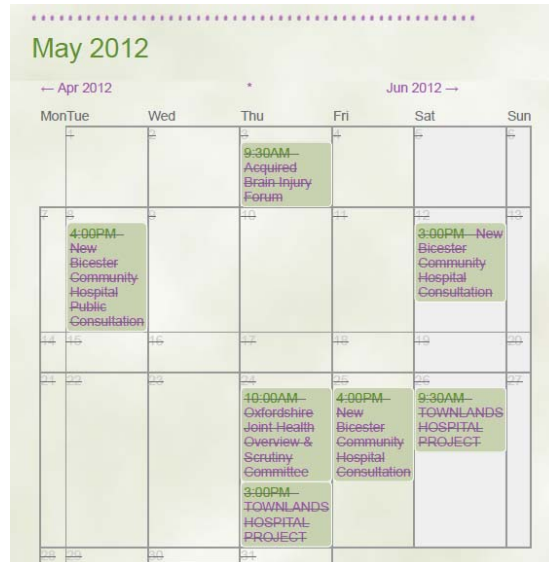 May 2012
← Apr 2012 * Jun 2012 →
Mon Tue Wed Thu Fri Sat Sun
1 2 3 4 5 6
9:30AM
Acquired
Brain Injury
Forum
7 8 9 10 11 12 13
4:00PM
New
Bicester
Community
Hospital
Public
Consultation
3:00PM New
Bicester
Community
Hospital
Consultation
14 15 16 17 18 19 20
21 22 23 24 25 26 27
10:00AM
Oxfordshire
Joint Health
Overview &
Scrutiny
Committee
3:00PM
TOWNLANDS
HOSPITAL
PROJECT
4:00PM
New
Bicester
Community
Hospital
Consultation
9:30AM
TOWNLANDS
HOSPITAL
PROJECT
28 29 30 31